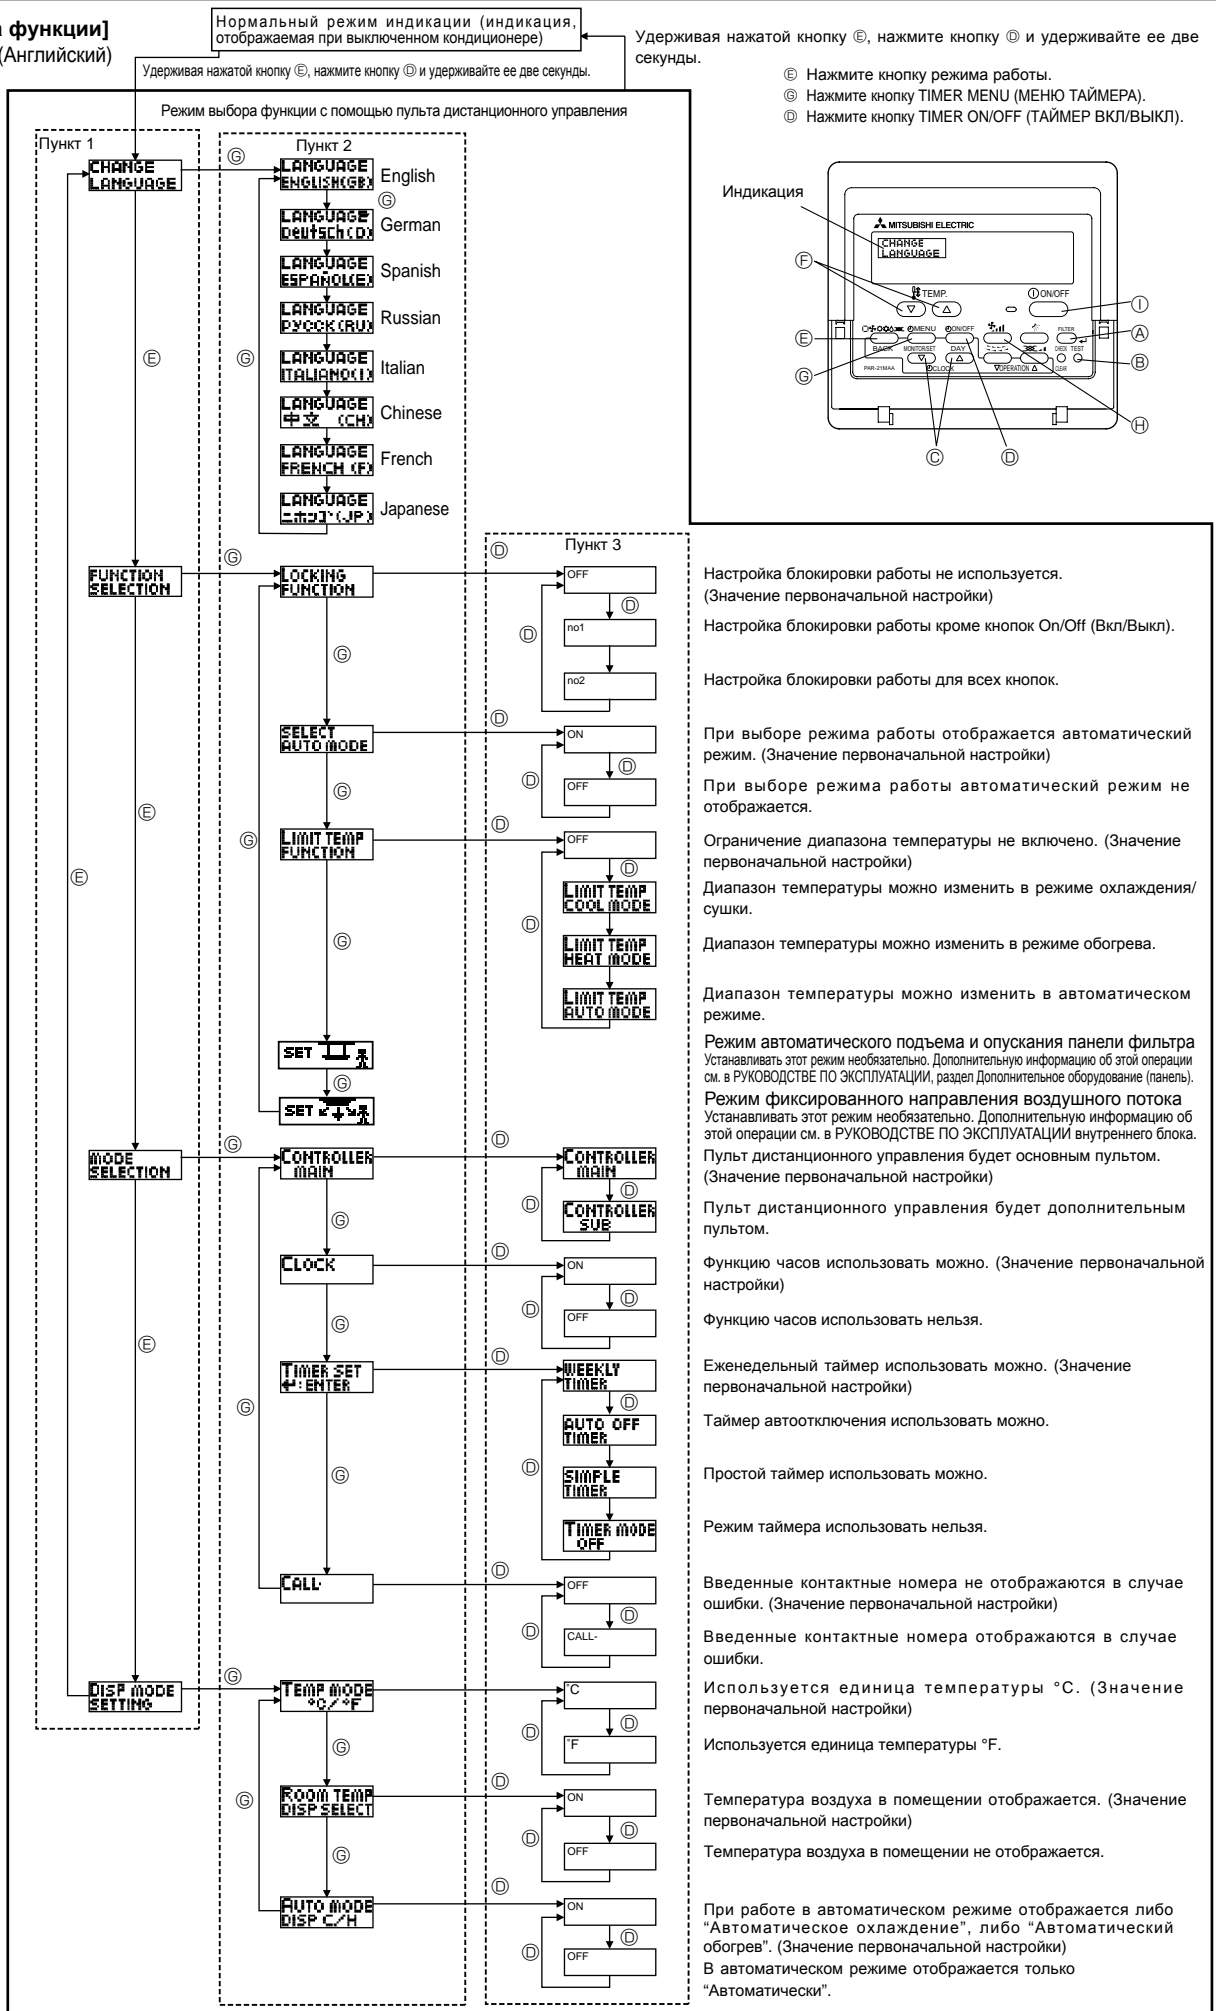 а функции]
(Английский)
Нормальный режим индикации (индикация,
отображаемая при выключенном кондиционере)
Удерживая нажатой кнопку Ⓔ, нажмите кнопку Ⓓ и удерживайте ее две секунды.
Удерживая нажатой кнопку Ⓔ, нажмите кнопку Ⓓ и удерживайте ее две
секунды.
Ⓔ Нажмите кнопку режима работы.
Ⓖ Нажмите кнопку TIMER MENU (МЕНЮ ТАЙМЕРА).
Ⓓ Нажмите кнопку TIMER ON/OFF (ТАЙМЕР ВКЛ/ВЫКЛ).
Режим выбора функции с помощью пульта дистанционного управления
Индикация
MITSUBISHI ELECTRIC
CHANGE
LANGUAGE
TEMP.
ON/OFF
MENU
ON/OFF
FILTER
BACK
MONITOR/SET
DAY
CHECK TEST
PAR-21MAA
CLOCK
OPERATION
CLEAR
Ⓕ
Ⓔ
Ⓖ
Ⓒ
Ⓓ
Ⓘ
Ⓐ
Ⓑ
Ⓗ
Пункт 1
Пункт 2
CHANGE
LANGUAGE
Ⓖ
LANGUAGE
ENGLISH(GB)
English
Ⓖ
LANGUAGE
Deutsch(D)
German
LANGUAGE
ESPAÑOL(E)
Spanish
LANGUAGE
РУССК(RU)
Russian
LANGUAGE
ITALIANO(I)
Italian
Ⓔ
Ⓖ
LANGUAGE
中文 (CH)
Chinese
LANGUAGE
FRENCH (F)
French
LANGUAGE
ニホンゴ(JP)
Japanese
Пункт 3
FUNCTION
SELECTION
Ⓖ
LOCKING
FUNCTION
Ⓓ
OFF
Настройка блокировки работы не используется.
(Значение первоначальной настройки)
Ⓓ
Ⓓ
no1
Настройка блокировки работы кроме кнопок On/Off (Вкл/Выкл).
Ⓖ
no2
Настройка блокировки работы для всех кнопок.
SELECT
AUTO MODE
Ⓓ
ON
При выборе режима работы отображается автоматический
режим. (Значение первоначальной настройки)
Ⓓ
Ⓓ
OFF
При выборе режима работы автоматический режим не
отображается.
Ⓖ
Ⓔ
LIMIT TEMP
FUNCTION
Ⓖ
Ⓓ
OFF
Ограничение диапазона температуры не включено. (Значение
первоначальной настройки)
Ⓔ
Ⓓ
LIMIT TEMP
COOL MODE
Диапазон температуры можно изменить в режиме охлаждения/
сушки.
Ⓓ
Ⓖ
LIMIT TEMP
HEAT MODE
Диапазон температуры можно изменить в режиме обогрева.
LIMIT TEMP
AUTO MODE
Диапазон температуры можно изменить в автоматическом
режиме.
SET
Режим автоматического подъема и опускания панели фильтра
Устанавливать этот режим необязательно. Дополнительную информацию об этой операции
см. в РУКОВОДСТВЕ ПО ЭКСПЛУАТАЦИИ, раздел Дополнительное оборудование (панель).
Ⓖ
SET
Режим фиксированного направления воздушного потока
Устанавливать этот режим необязательно. Дополнительную информацию об
этой операции см. в РУКОВОДСТВЕ ПО ЭКСПЛУАТАЦИИ внутреннего блока.
MODE
SELECTION
Ⓖ
CONTROLLER
MAIN
Ⓓ
CONTROLLER
MAIN
Пульт дистанционного управления будет основным пультом.
(Значение первоначальной настройки)
Ⓓ
Ⓓ
CONTROLLER
SUB
Пульт дистанционного управления будет дополнительным
пультом.
Ⓖ
CLOCK
Ⓓ
ON
Функцию часов использовать можно. (Значение первоначальной
настройки)
Ⓓ
Ⓓ
OFF
Функцию часов использовать нельзя.
Ⓖ
Ⓔ
TIMER SET
↵:ENTER
Ⓓ
WEEKLY
TIMER
Еженедельный таймер использовать можно. (Значение
первоначальной настройки)
Ⓖ
Ⓓ
AUTO OFF
TIMER
Таймер автоотключения использовать можно.
Ⓓ
Ⓖ
SIMPLE
TIMER
Простой таймер использовать можно.
TIMER MODE
OFF
Режим таймера использовать нельзя.
CALL-
Ⓓ
OFF
Введенные контактные номера не отображаются в случае
ошибки. (Значение первоначальной настройки)
Ⓓ
Ⓓ
CALL-
Введенные контактные номера отображаются в случае
ошибки.
DISP MODE
SETTING
Ⓖ
TEMP MODE
°C/°F
Ⓓ
°C
Используется единица температуры °C. (Значение
первоначальной настройки)
Ⓓ
Ⓓ
°F
Используется единица температуры °F.
Ⓖ
ROOM TEMP
DISP SELECT
Ⓖ
Ⓓ
ON
Температура воздуха в помещении отображается. (Значение
первоначальной настройки)
Ⓓ
Ⓓ
OFF
Температура воздуха в помещении не отображается.
Ⓖ
AUTO MODE
DISP C/H
Ⓓ
ON
При работе в автоматическом режиме отображается либо
“Автоматическое охлаждение”, либо “Автоматический
обогрев”. (Значение первоначальной настройки)
Ⓓ
Ⓓ
OFF
В автоматическом режиме отображается только
“Автоматически”.